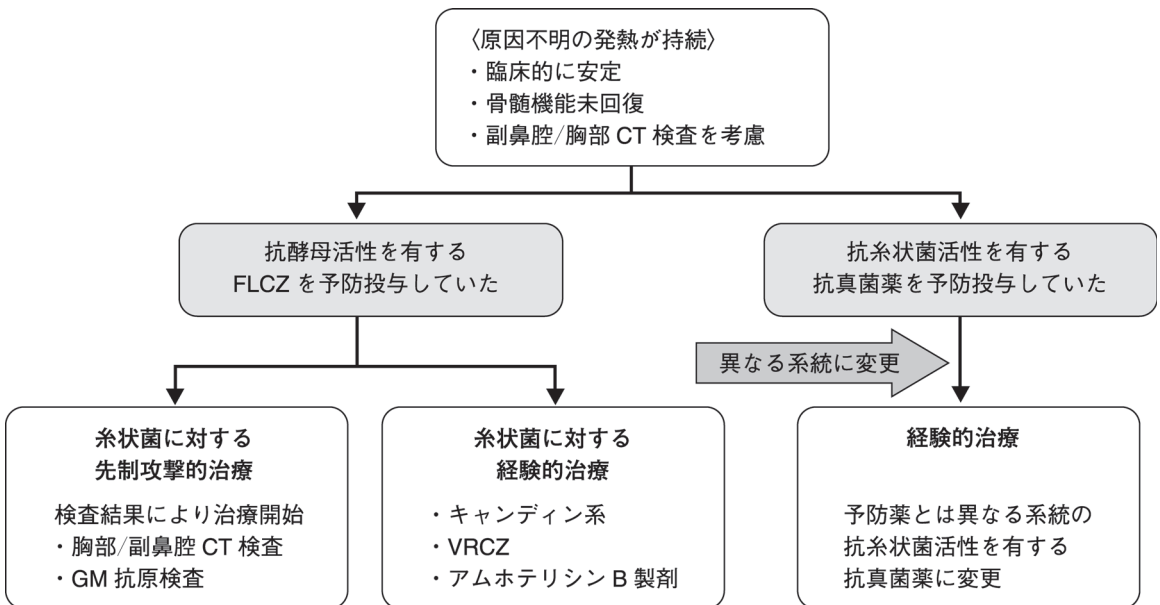 〈原因不明の発熱が持続〉
・臨床的に安定
・骨髄機能未回復
・副鼻腔/胸部 CT 検査を考慮
抗酵母活性を有する
FLCZ を予防投与していた
抗糸状菌活性を有する
抗真菌薬を予防投与していた
異なる系統に変更
糸状菌に対する
先制攻撃的治療
検査結果により治療開始
・胸部/副鼻腔 CT 検査
・GM 抗原検査
糸状菌に対する
経験的治療
・キャンディン系
・VRCZ
・アムホテリシン B 製剤
経験的治療
予防薬とは異なる系統の
抗糸状菌活性を有する
抗真菌薬に変更